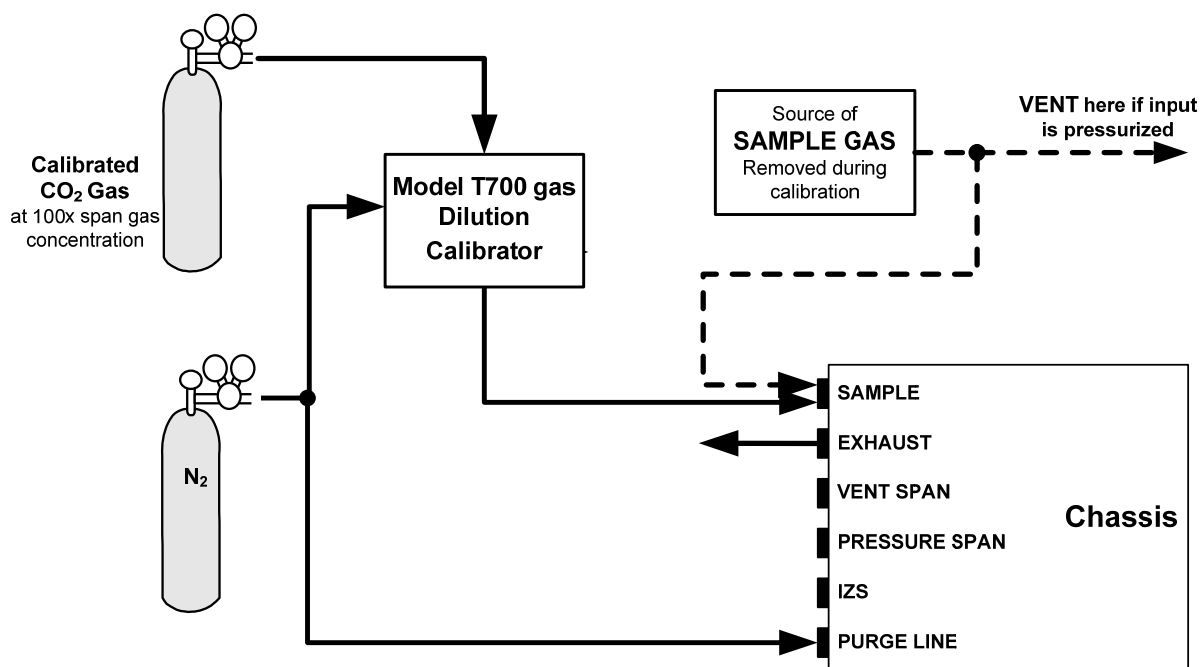 Calibrated
CO₂ Gas
at 100x span gas
concentration
Model T700 gas
Dilution
Calibrator
Source of
SAMPLE GAS
Removed during
calibration
VENT here if input
is pressurized
N₂
SAMPLE
EXHAUST
VENT SPAN
PRESSURE SPAN
IZS
PURGE LINE
Chassis